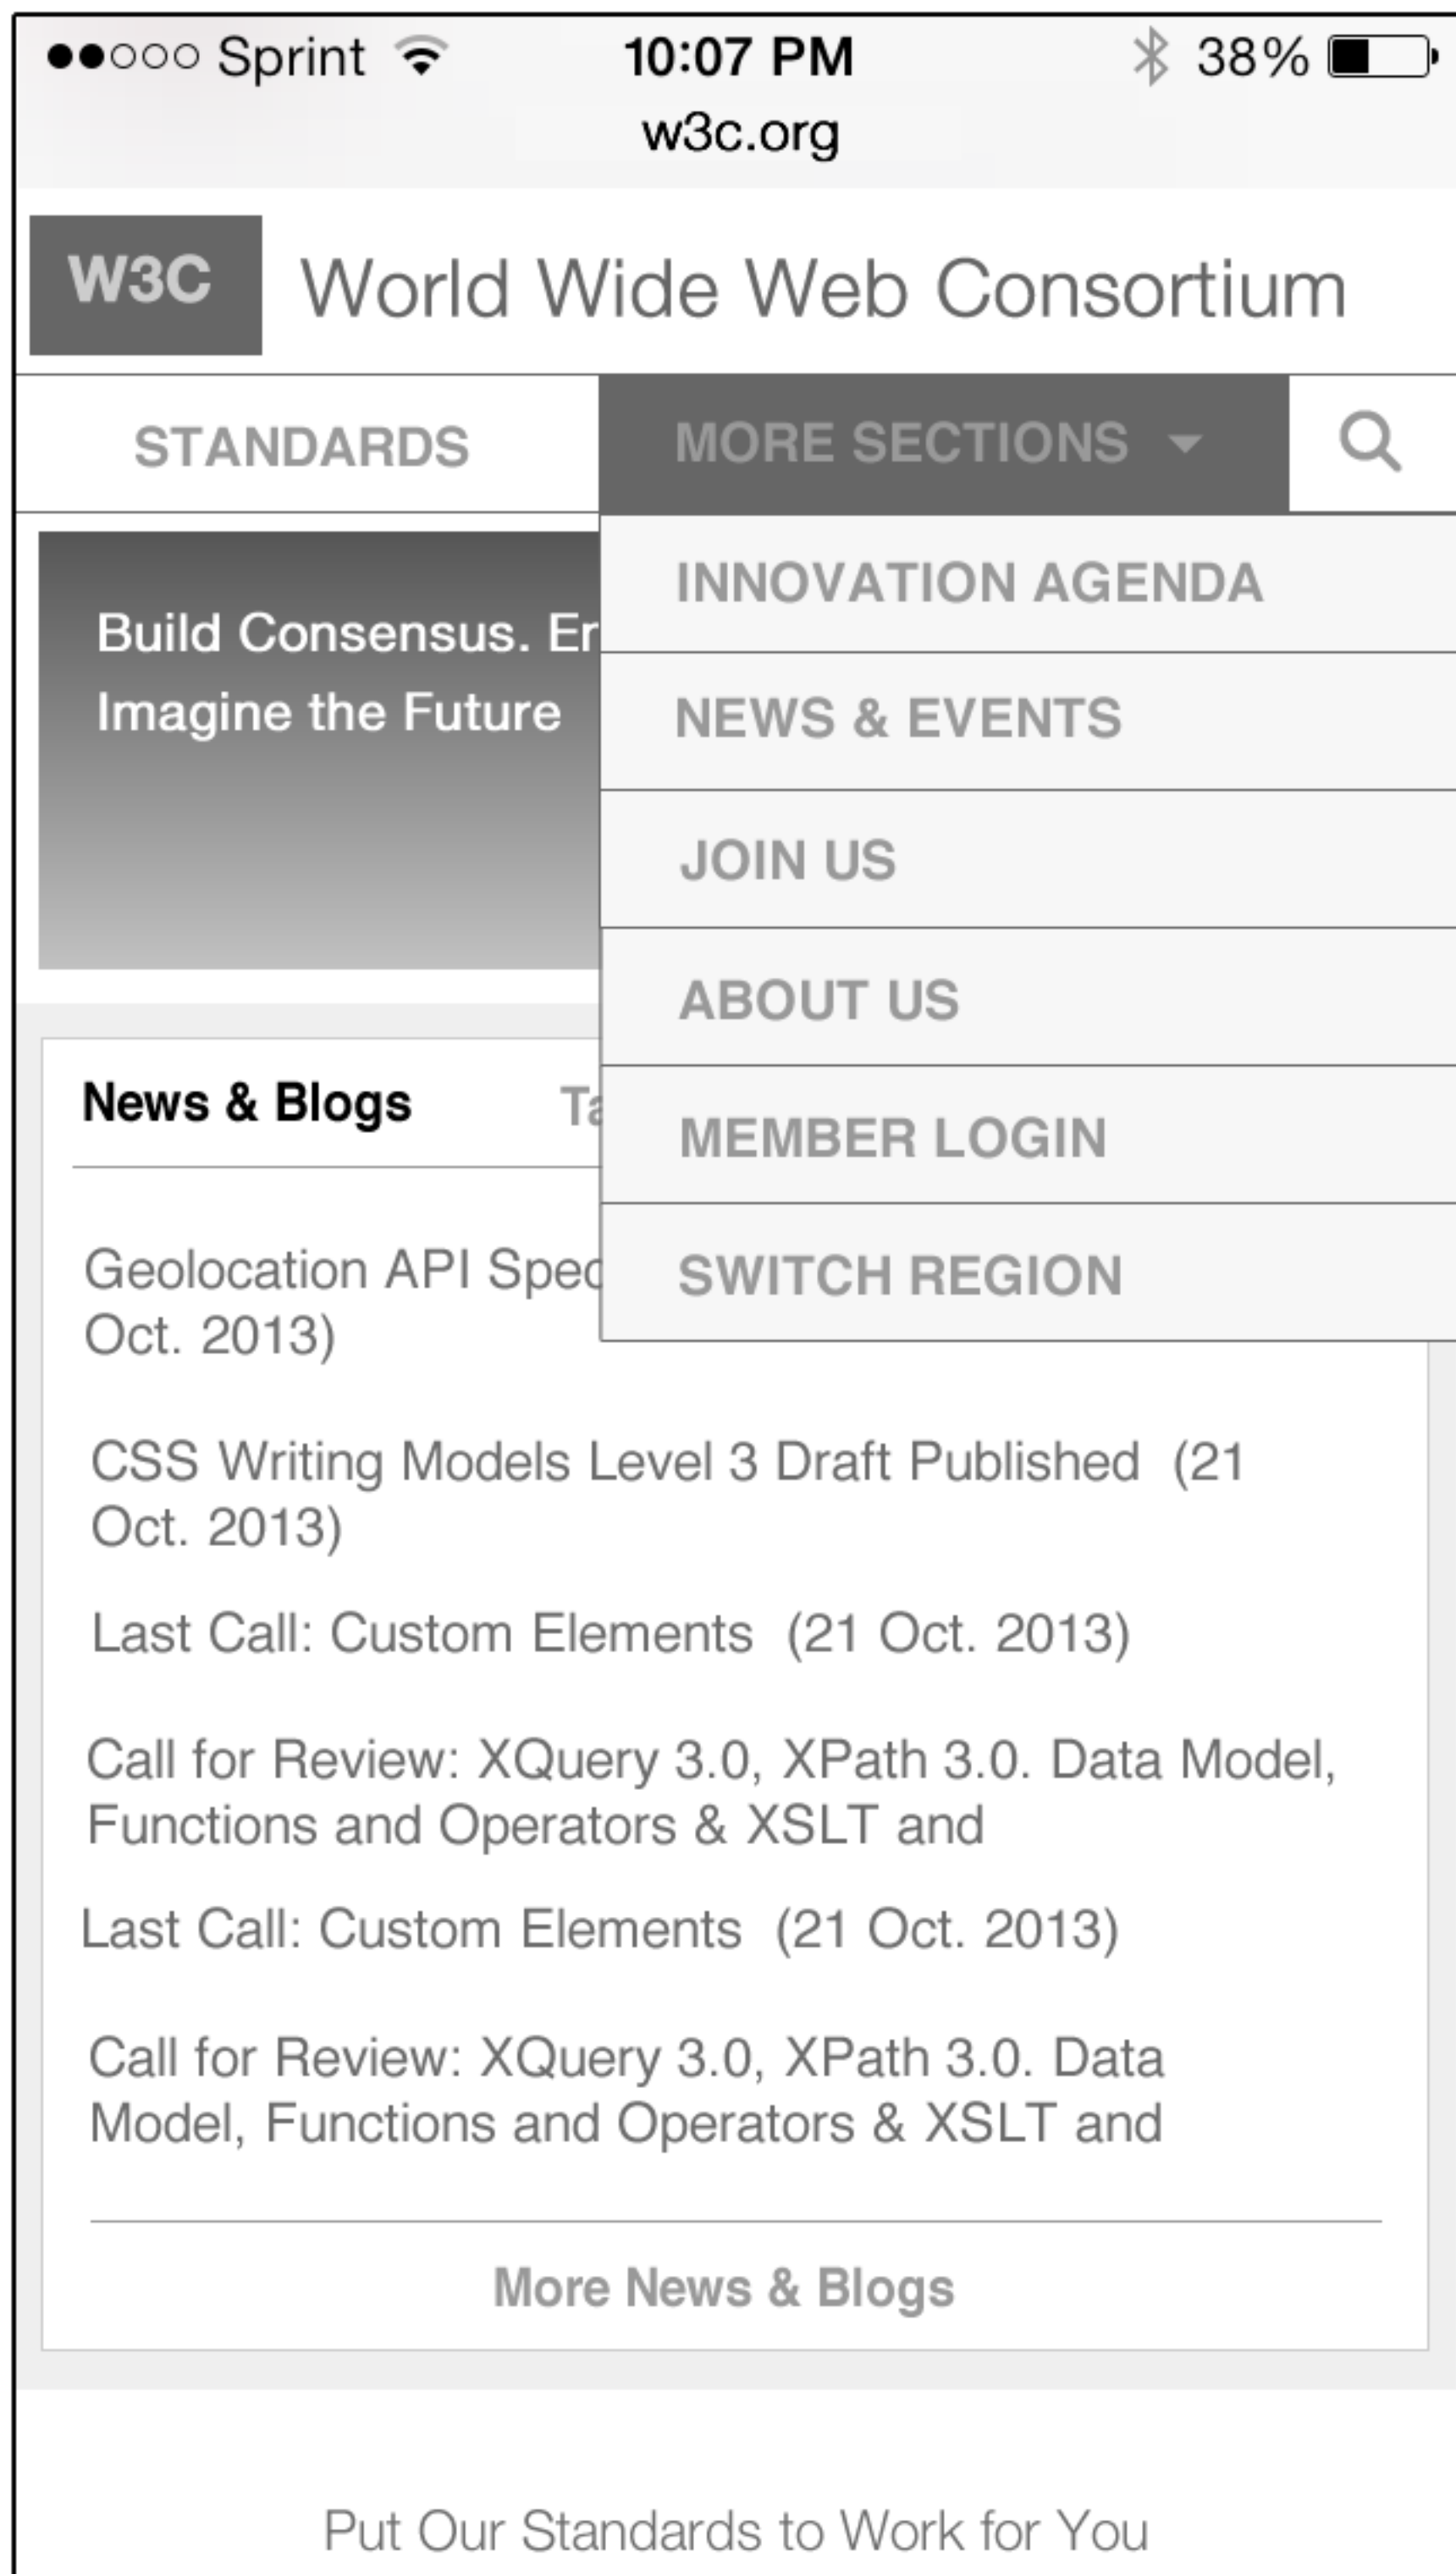 Sprint 10:07 PM 38%
w3c.org
W3C World Wide Web Consortium
STANDARDS MORE SECTIONS
INNOVATION AGENDA
NEWS & EVENTS
JOIN US
ABOUT US
MEMBER LOGIN
SWITCH REGION
Build Consensus.
Imagine the Future
News & Blogs
Geolocation API
Oct. 2013)
CSS Writing Models Level 3 Draft Published (21
Oct. 2013)
Last Call: Custom Elements (21 Oct. 2013)
Call for Review: XQuery 3.0, XPath 3.0. Data Model,
Functions and Operators & XSLT and
Last Call: Custom Elements (21 Oct. 2013)
Call for Review: XQuery 3.0, XPath 3.0. Data
Model, Functions and Operators & XSLT and
More News & Blogs
Put Our Standards to Work for You